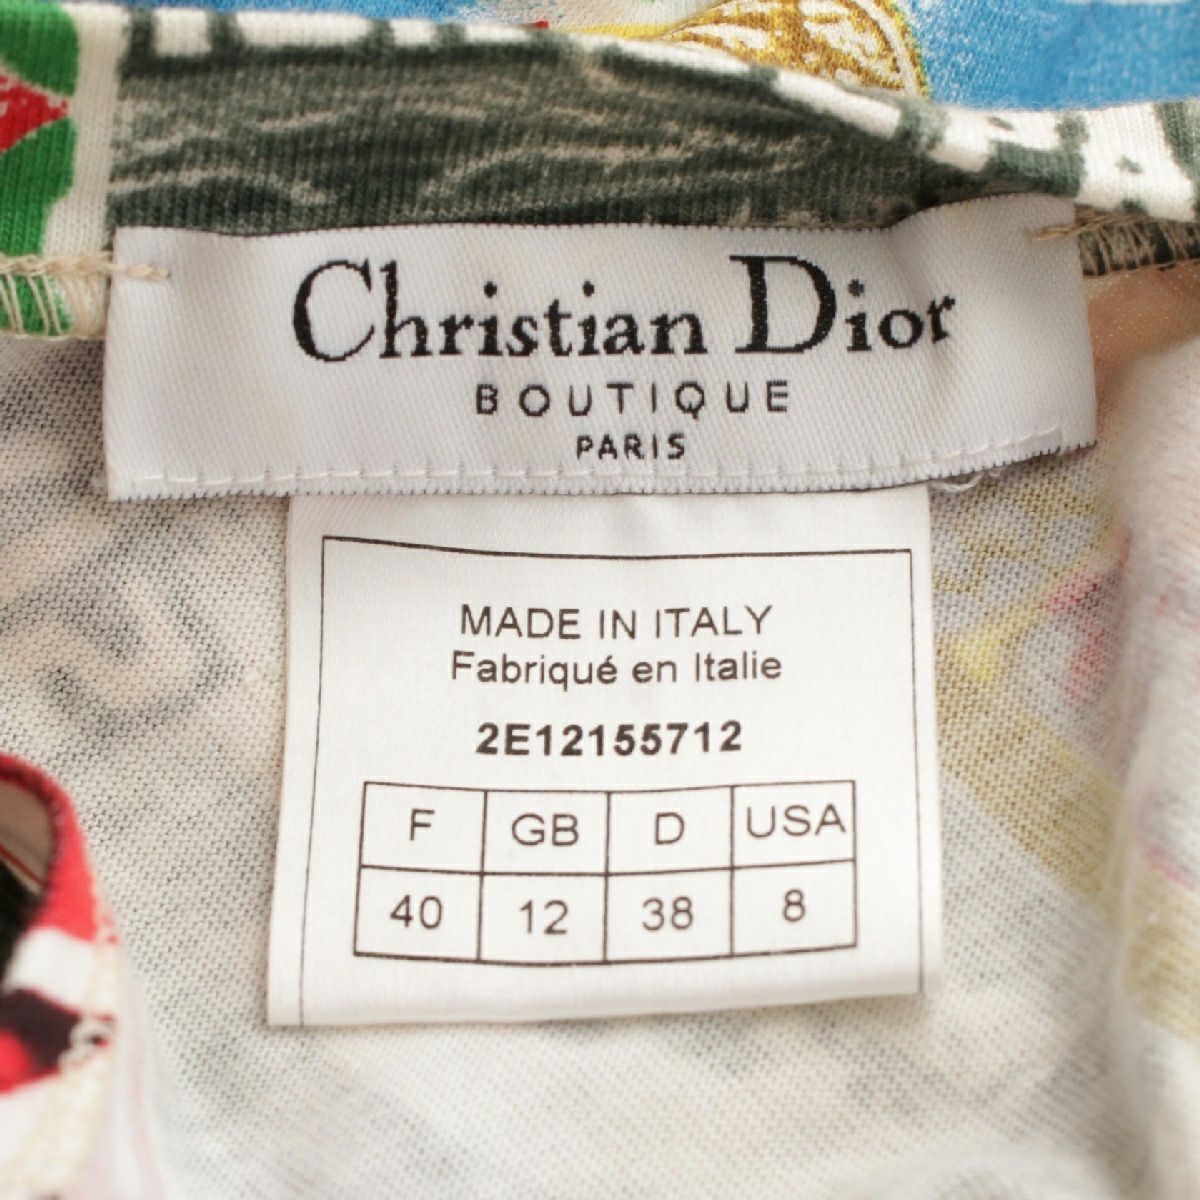 Christian Dior
BOUTIQUE
PARIS
MADE IN ITALY
Fabriqué en Italie
2E12155712
F GB D USA
40 12 38 8